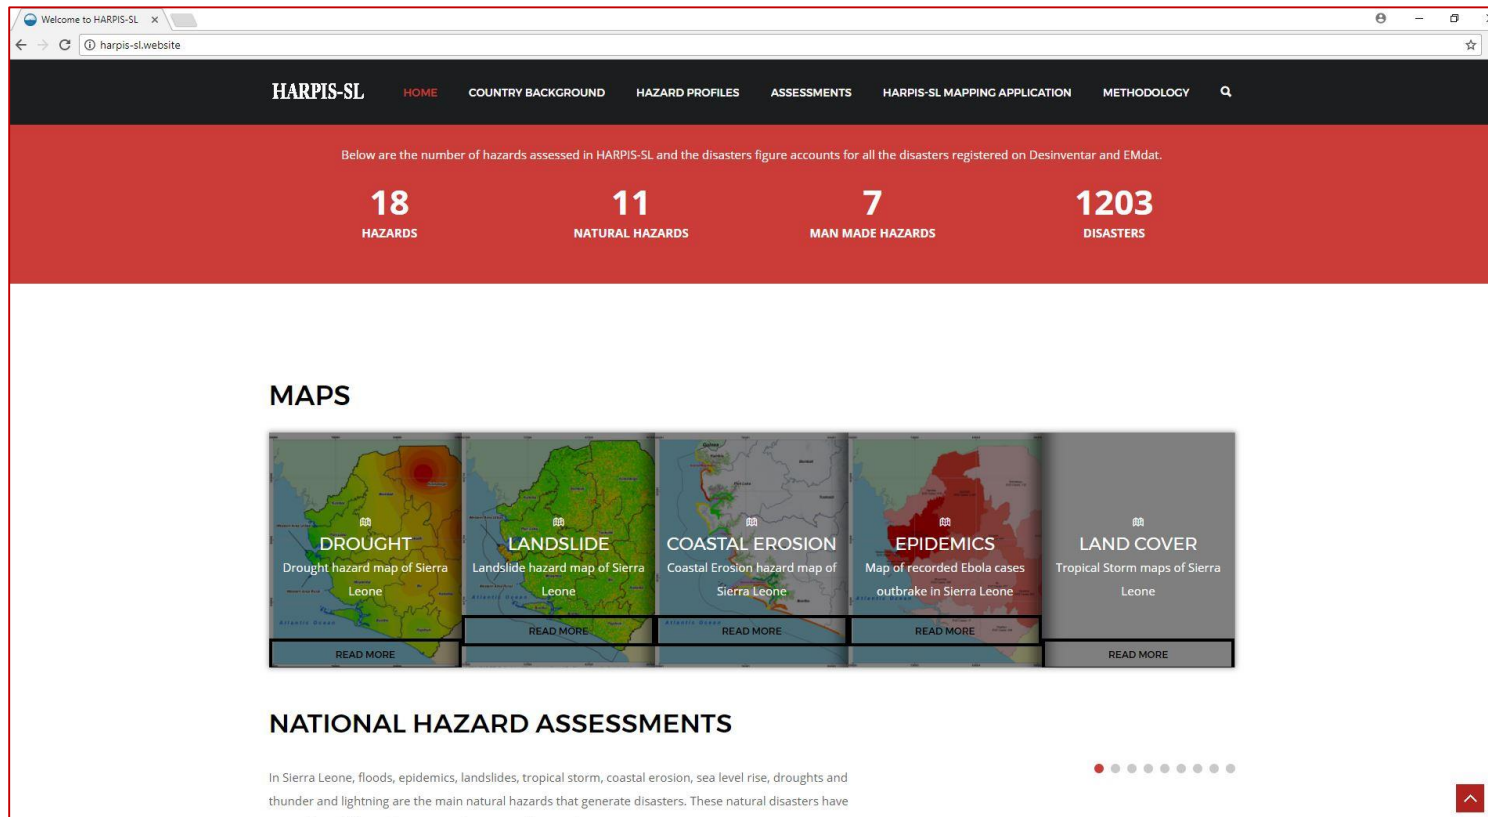 Welcome to HARPIS-SL
harpis-sl.website
HARPIS-SL HOME COUNTRY BACKGROUND HAZARD PROFILES ASSESSMENTS HARPIS-SL MAPPING APPLICATION METHODOLOGY
Below are the number of hazards assessed in HARPIS-SL and the disasters figure accounts for all the disasters registered on Desinventar and EMdat.
18 11 7 1203
HAZARDS NATURAL HAZARDS MAN MADE HAZARDS DISASTERS
MAPS
DROUGHT
Drought hazard map of Sierra
Leone
READ MORE
LANDSLIDE
Landslide hazard map of Sierra
Leone
READ MORE
COASTAL EROSION
Coastal Erosion hazard map of
Sierra Leone
READ MORE
EPIDEMICS
Map of recorded Ebola cases
outbrake in Sierra Leone
READ MORE
LAND COVER
Tropical Storm maps of Sierra
Leone
READ MORE
NATIONAL HAZARD ASSESSMENTS
In Sierra Leone, floods, epidemics, landslides, tropical storm, coastal erosion, sea level rise, droughts and
thunder and lightning are the main natural hazards that generate disasters. These natural disasters have